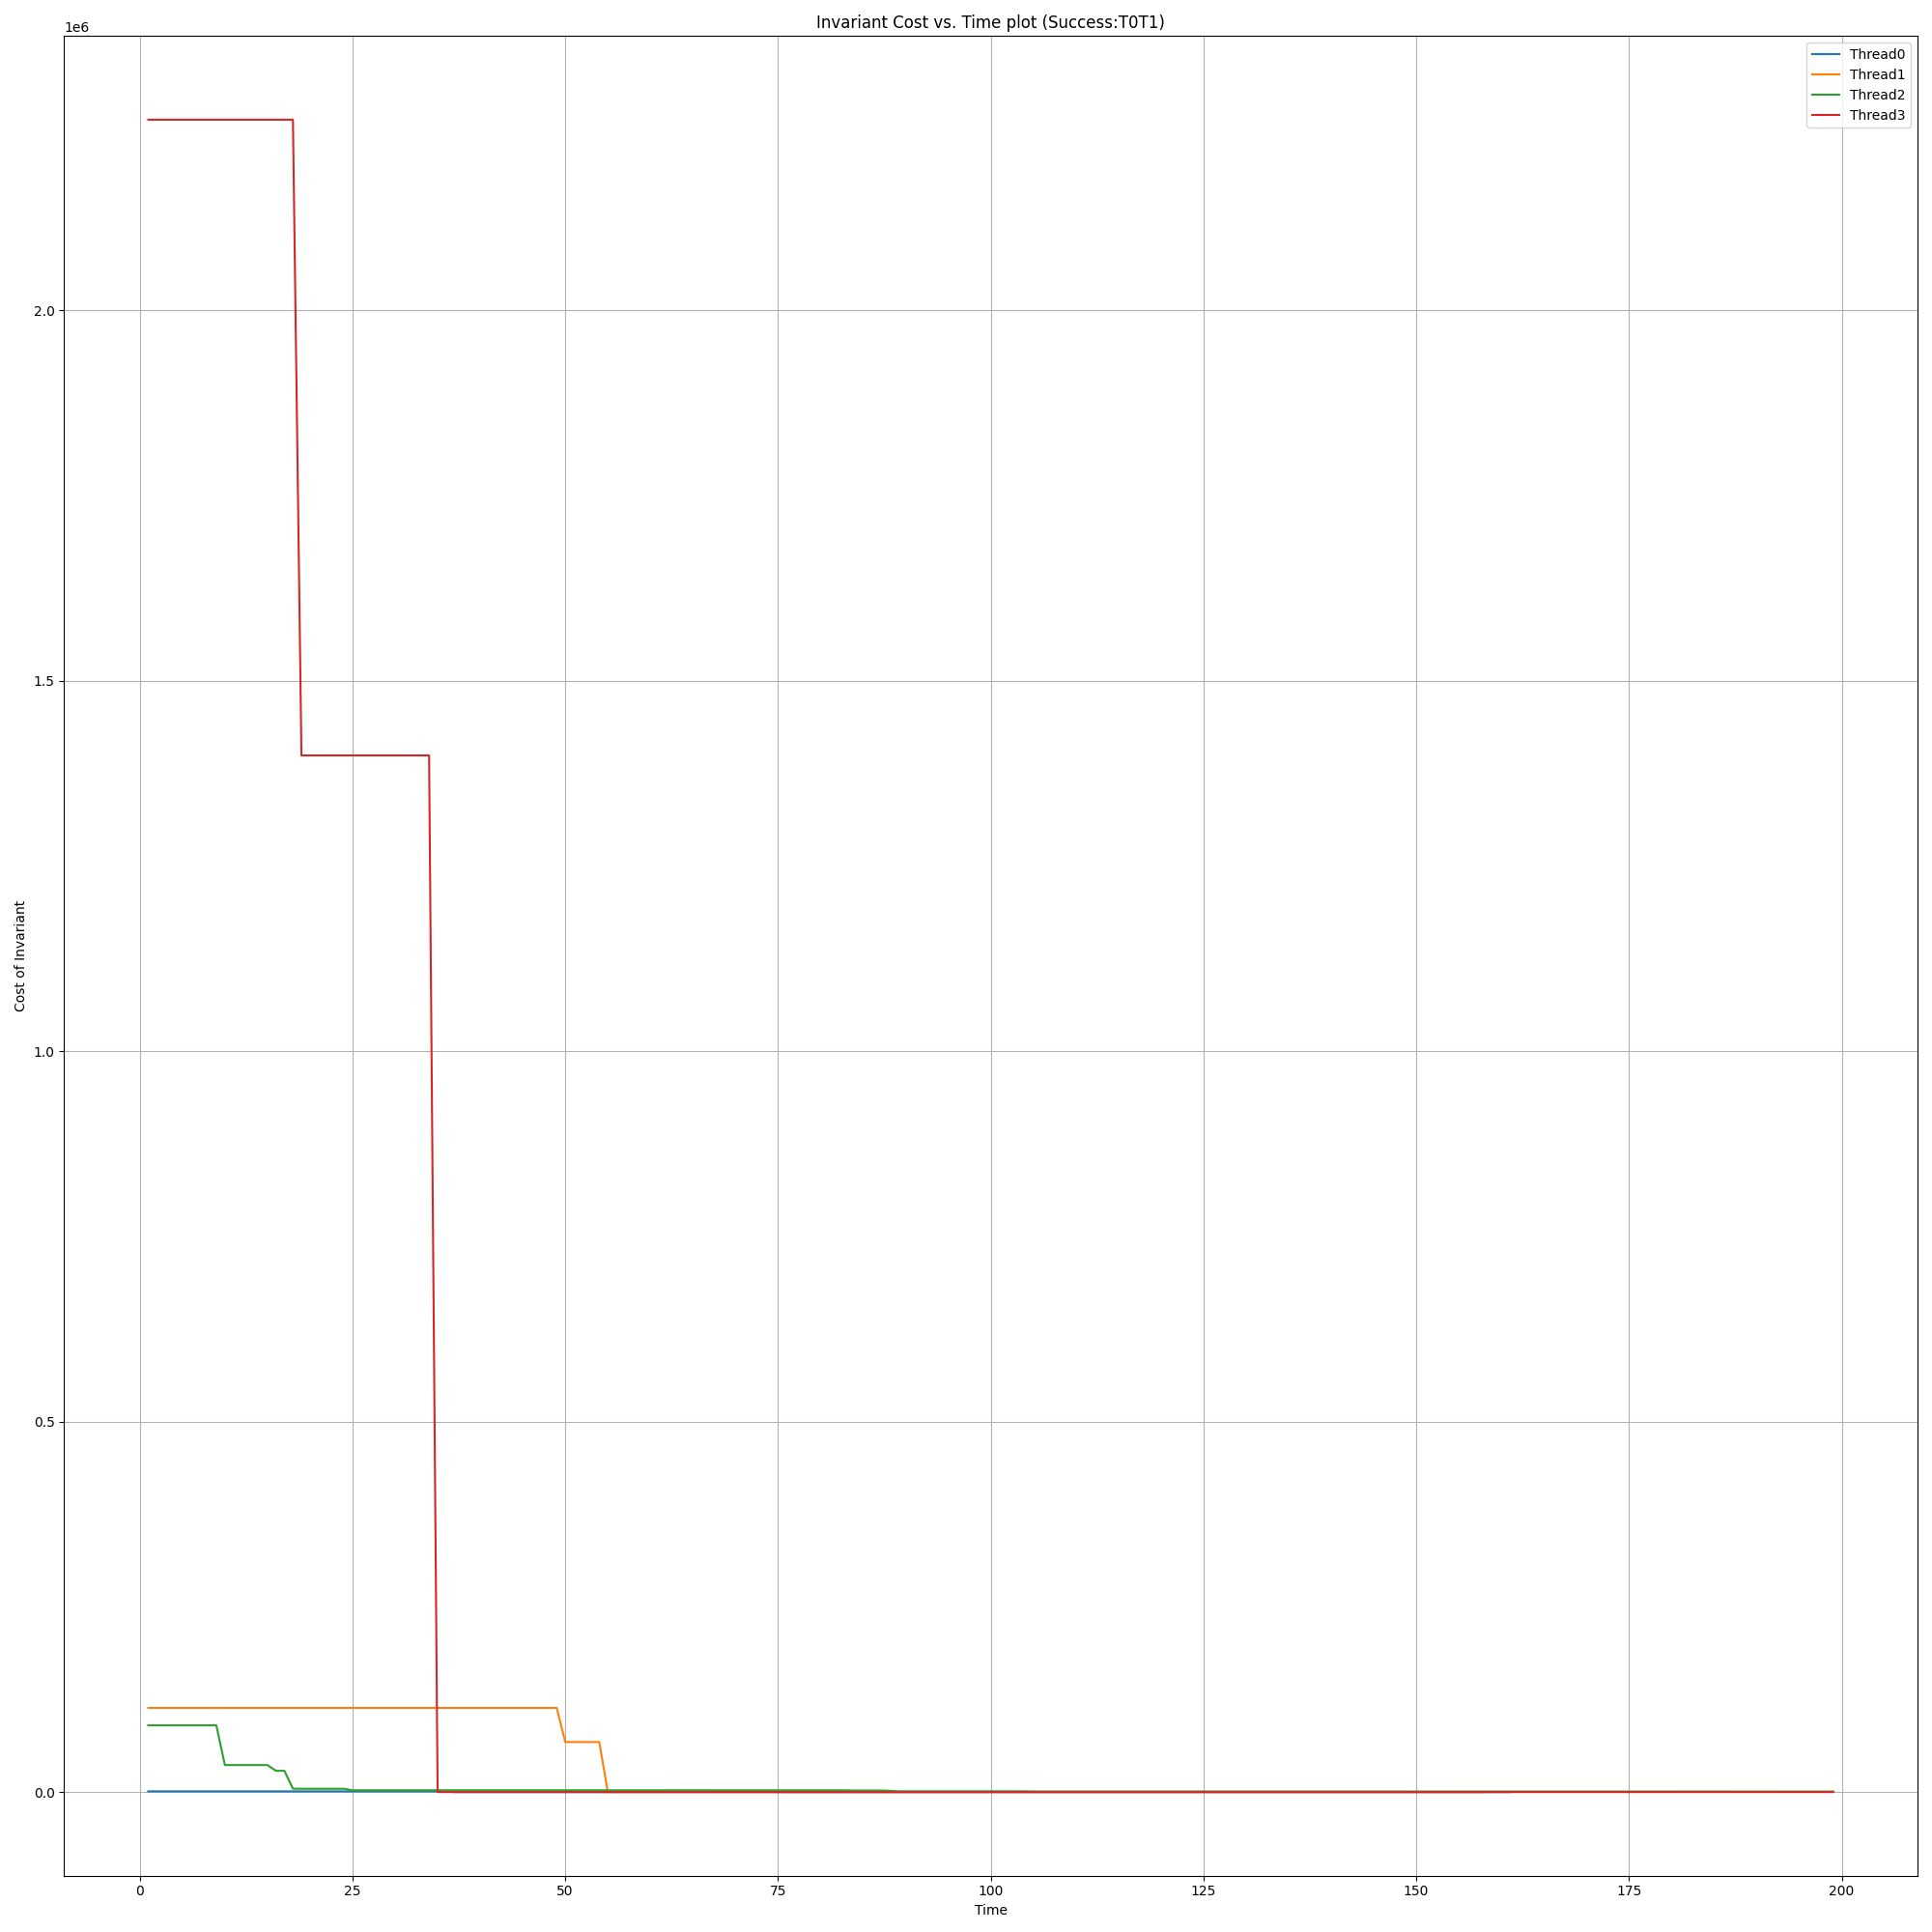 Invariant Cost vs. Time plot (Success:T0T1)
1e6
Thread0
Thread1
Thread2
Thread3
2.0
1.5
1.0
0.5
0.0
Cost of Invariant
0 25 50 75 100 125 150 175 200
Time